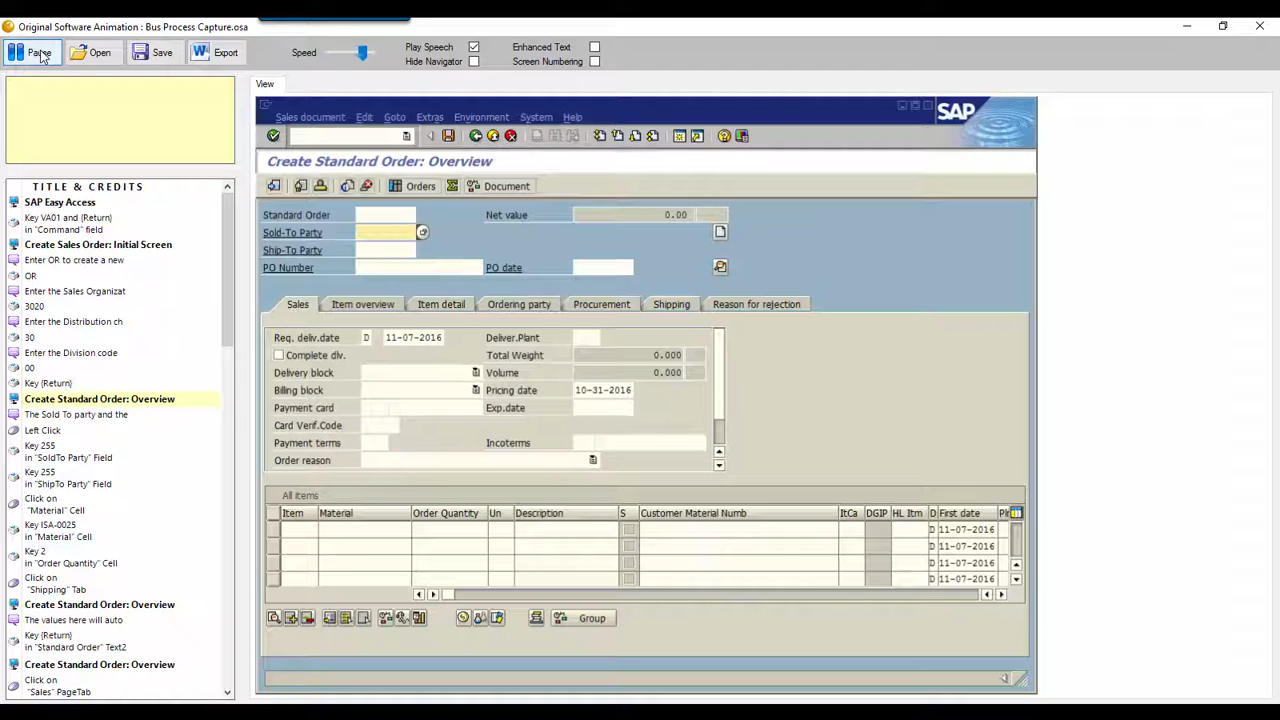 Original Software Animation : Bus Process Capture.osa
Open Save Export Speed Play Speech Enhanced Text
Hide Navigator Screen Numbering
View
TITLE & CREDITS
SAP Easy Access
Key VA01 and {Return}
in "Command" field
Create Sales Order: Initial Screen
Enter OR to create a new
OR
Enter the Sales Organizat
3020
Enter the Distribution ch
30
Enter the Division code
00
Key {Return}
Create Standard Order: Overview
The Sold To party and the
Left Click
Key 255
in "SoldTo Party" Field
Key 255
in "ShipTo Party" Field
Click on
"Material" Cell
Key ISA-0025
in "Material" Cell
Key 2
in "Order Quantity" Cell
Click on
"Shipping" Tab
Create Standard Order: Overview
The values here will auto
Key {Return}
in "Standard Order" Text2
Create Standard Order: Overview
Click on
"Sales" PageTab
Sales document Edit Goto Extras Environment System Help
SAP
Create Standard Order: Overview
Orders Document
Standard Order Net value 0.00
Sold-To Party
Ship-To Party
PO Number PO date
Sales Item overview Item detail Ordering party Procurement Shipping Reason for rejection
Req. deliv.date D 11-07-2016 Deliver.Plant
Complete dlv. Total Weight 0.000
Delivery block Volume 0.000
Billing block Pricing date 10-31-2016
Payment card Exp.date
Card Verif.Code
Payment terms Incoterms
Order reason
All items
Item Material Order Quantity Un Description S Customer Material Numb ItCa DGIP HL Itm D First date
D 11-07-2016
D 11-07-2016
D 11-07-2016
D 11-07-2016
Group